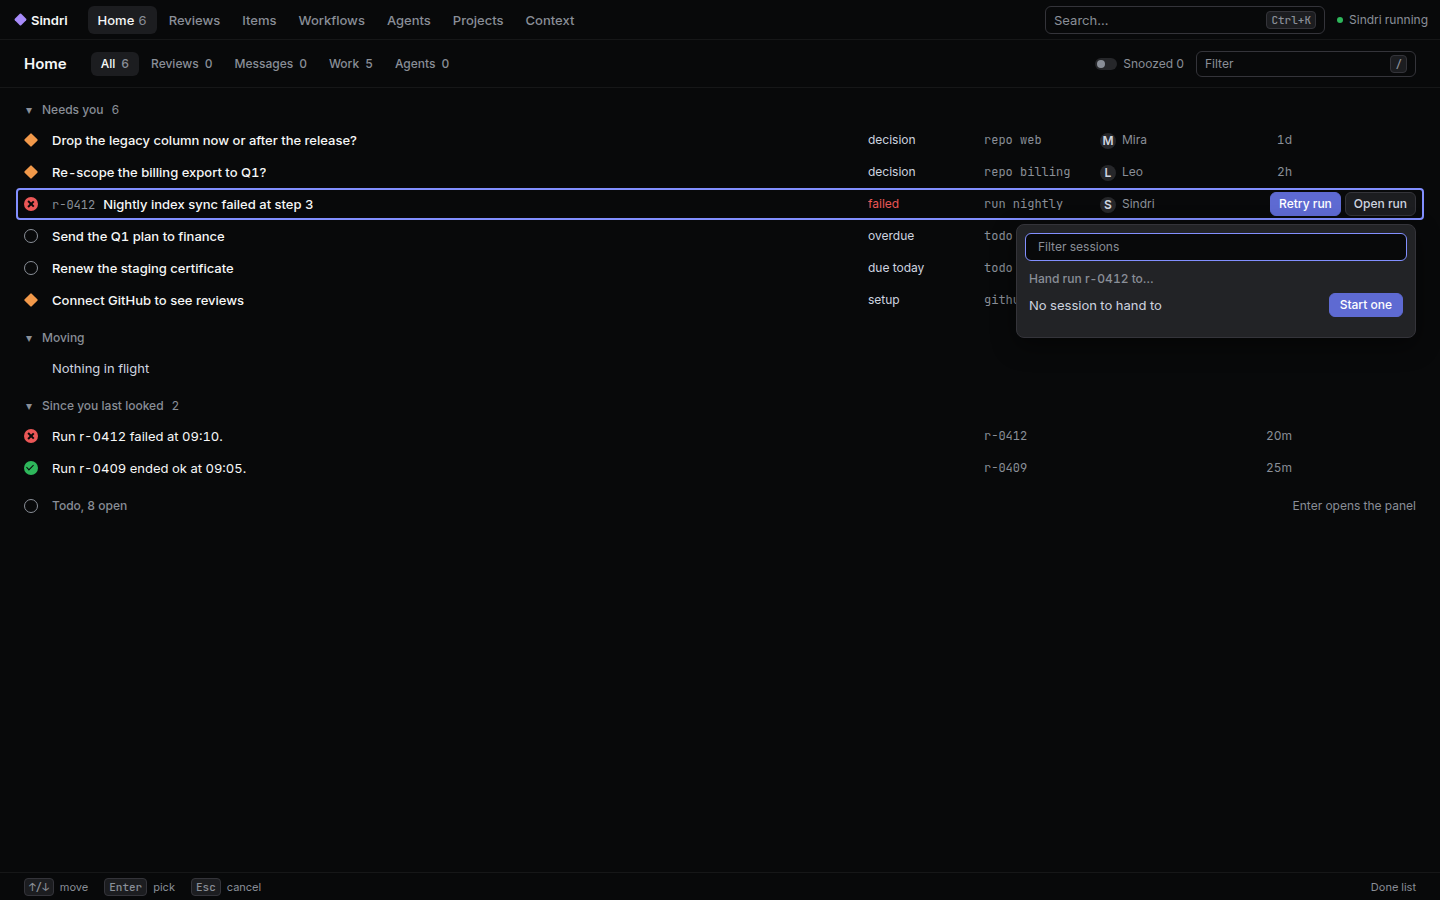 Sindri Home 6 Reviews Items Workflows Agents Projects Context Search... Ctrl+K Sindri running
Home All 6 Reviews 0 Messages 0 Work 5 Agents 0 Snoozed 0 Filter /
Needs you 6
Drop the legacy column now or after the release? decision repo web M Mira 1d
Re-scope the billing export to Q1? decision repo billing L Leo 2h
r-0412 Nightly index sync failed at step 3 failed run nightly S Sindri Retry run Open run
Send the Q1 plan to finance overdue todo
Filter sessions
Renew the staging certificate due today todo
Hand run r-0412 to...
Connect GitHub to see reviews setup
No session to hand to Start one
Moving
Nothing in flight
Since you last looked 2
Run r-0412 failed at 09:10. r-0412 20m
Run r-0409 ended ok at 09:05. r-0409 25m
Todo, 8 open Enter opens the panel
↑/↓ move Enter pick Esc cancel Done list